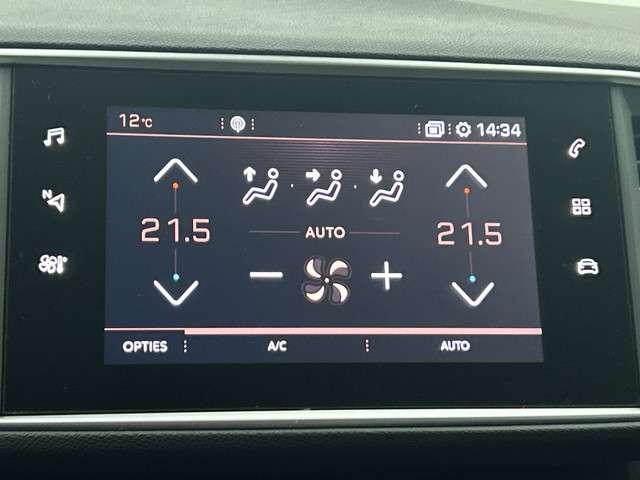 12°C 14:34
N
21.5 21.5
AUTO
OPTIES A/C AUTO